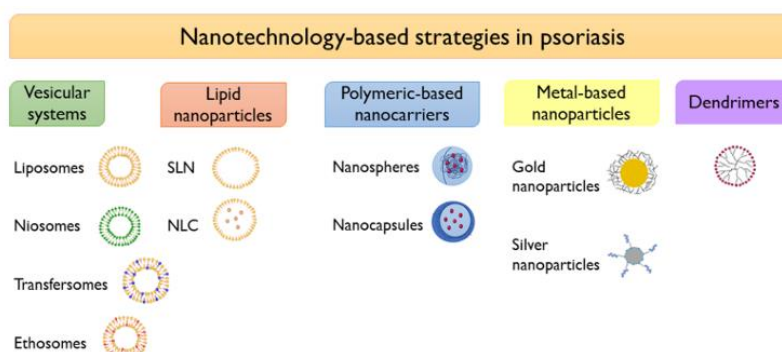 Nanotechnology-based strategies in psoriasis
Vesicular
systems
Liposomes
Niosomes
Transfersomes
Ethosomes
Lipid
nanoparticles
SLN
NLC
Polymeric-based
nanocarriers
Nanospheres
Nanocapsules
Metal-based
nanoparticles
Gold
nanoparticles
Silver
nanoparticles
Dendrimers